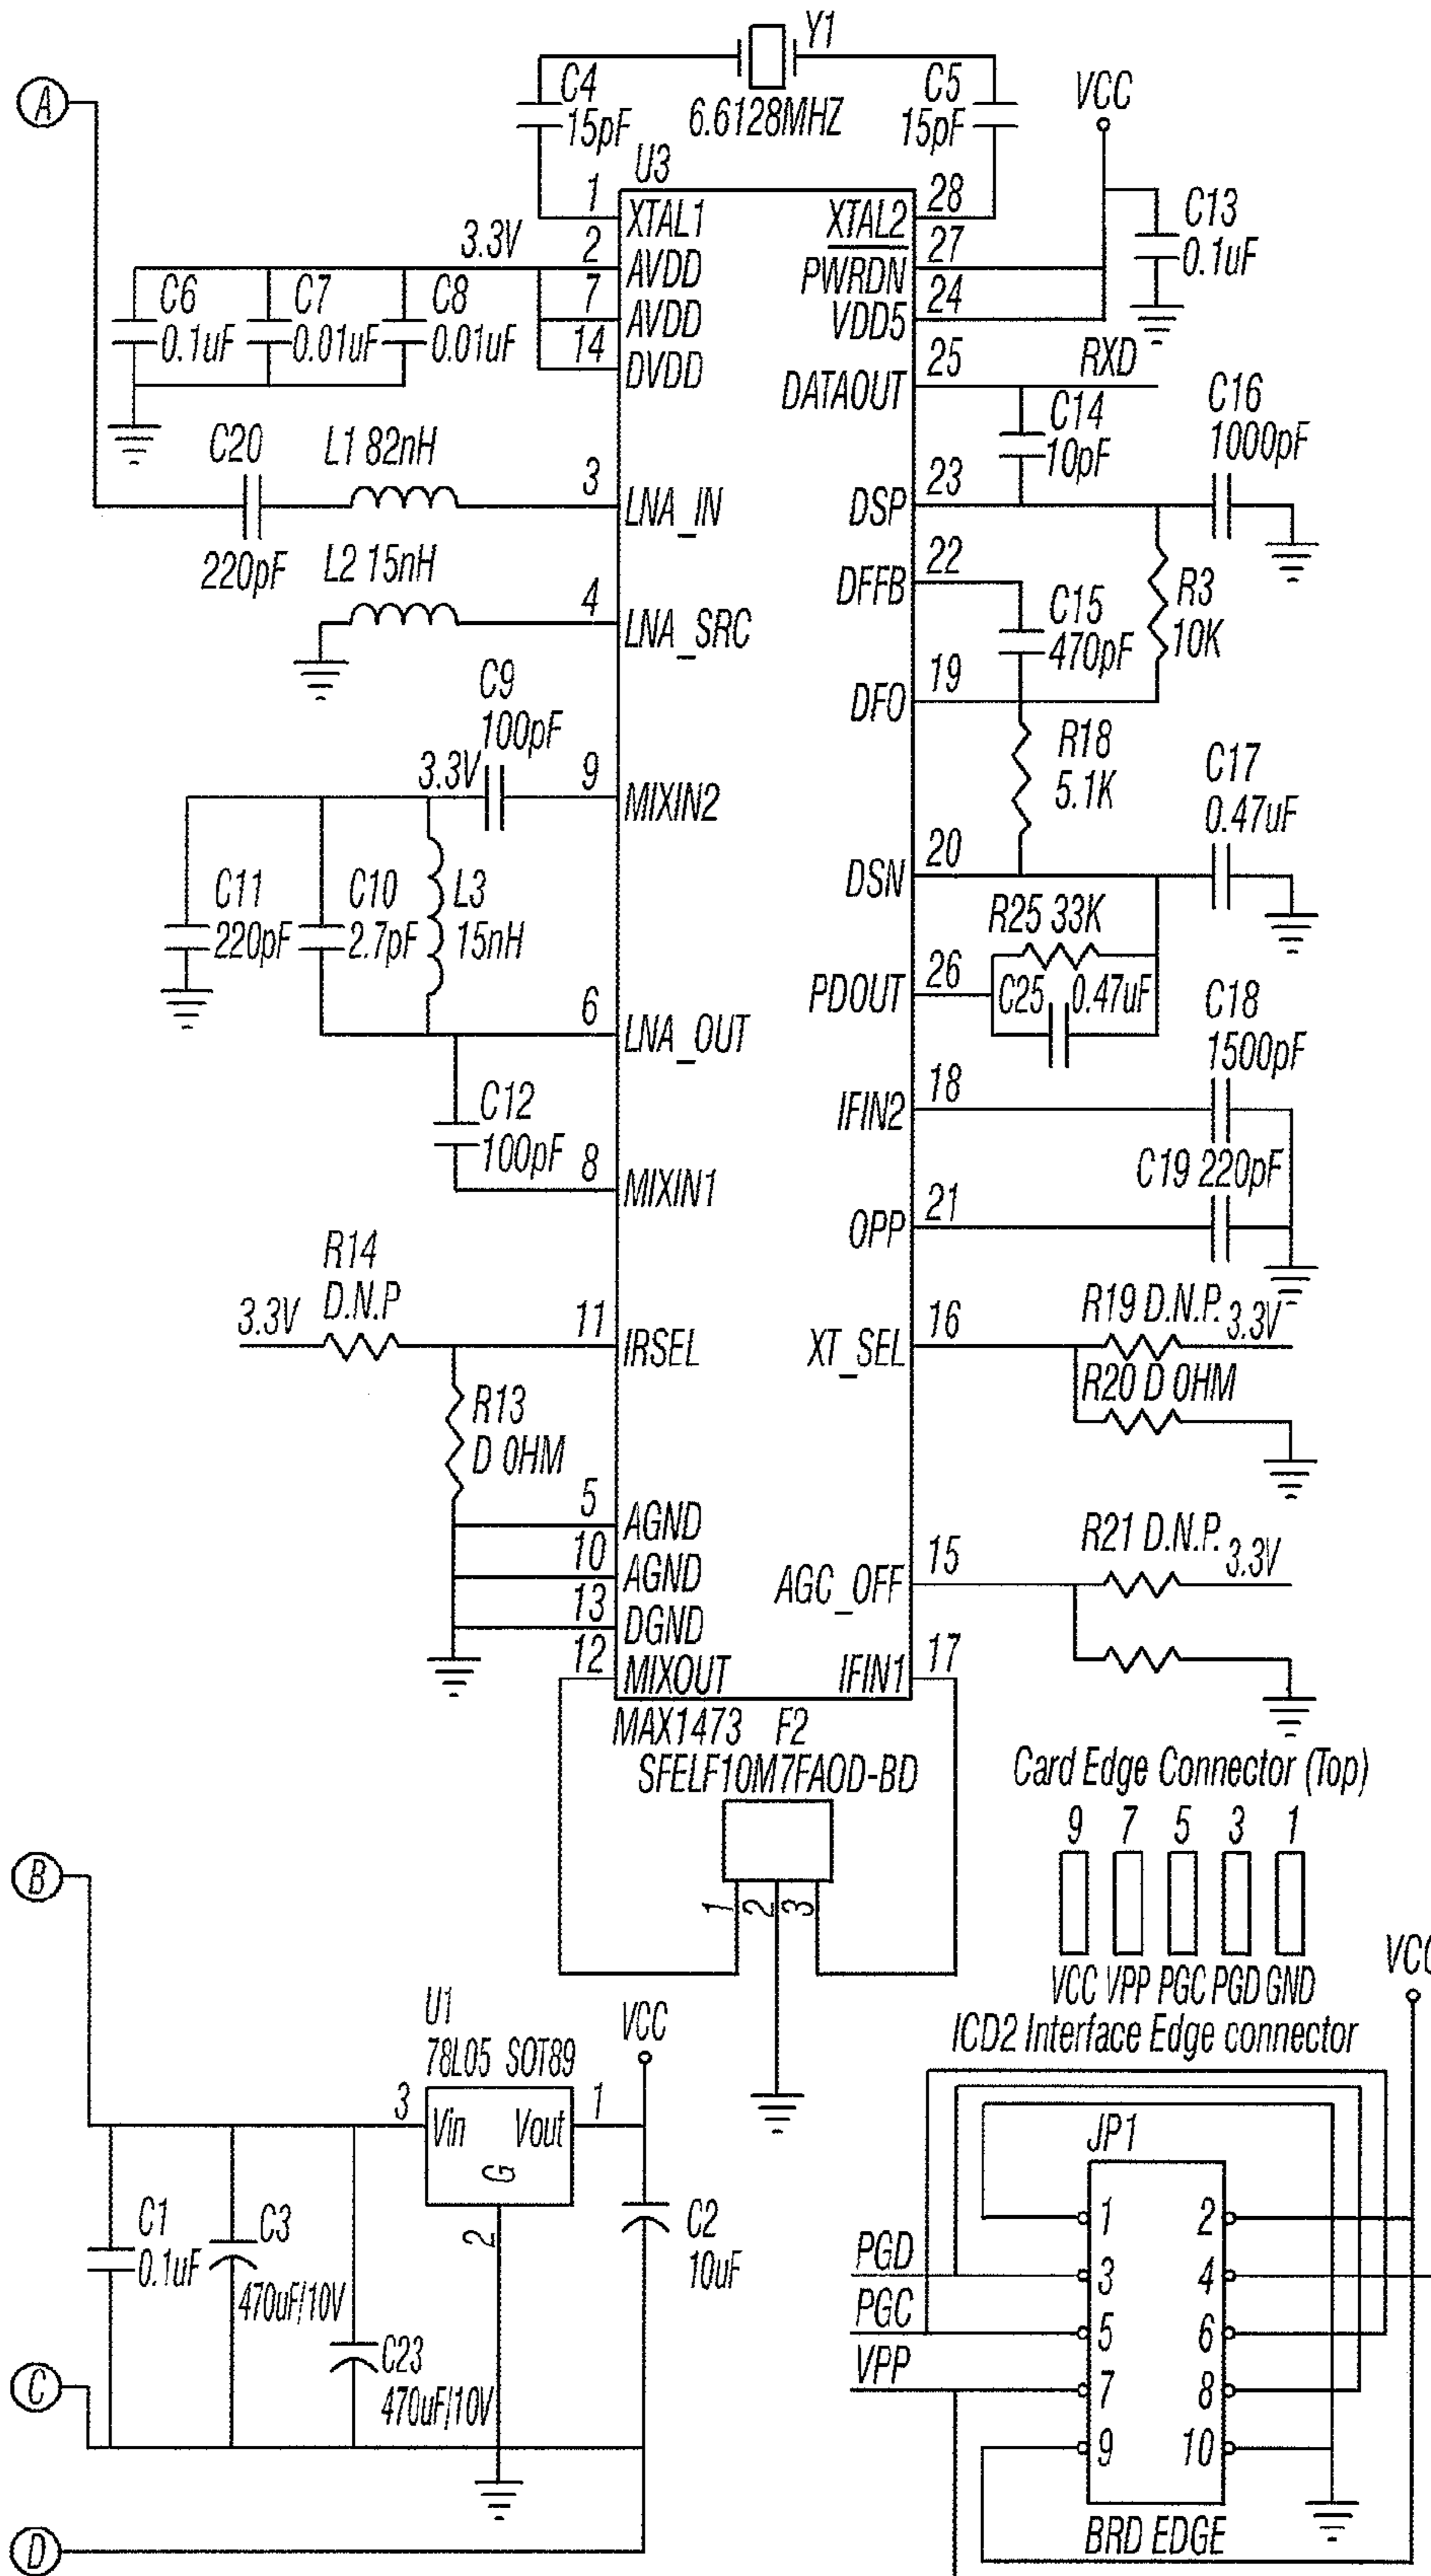 Y1
A
C4
15pF
6.6128MHZ
C5
15pF
VCC
U3
1
XTAL1
XTAL2
28
C13
0.1uF
3.3V
2
AVDD
PWRDN
27
C6
0.1uF
C7
0.01uF
C8
0.01uF
7
AVDD
VDD5
24
14
DVDD
DATAOUT
25
RXD
C14
10pF
C16
1000pF
C20
220pF
L1 82nH
3
LNA_IN
DSP
23
L2 15nH
4
LNA_SRC
DFFB
22
C15
470pF
R3
10K
C9
100pF
DFO
19
R18
5.1K
C17
0.47uF
3.3V
9
MIXIN2
DSN
20
C11
220pF
C10
2.7pF
L3
15nH
R25 33K
PDOUT
26
C25
0.47uF
6
LNA_OUT
C18
1500pF
C12
100pF
IFIN2
18
8
MIXIN1
C19 220pF
OPP
21
R14
D.N.P
3.3V
11
IRSEL
XT_SEL
16
R19 D.N.P.
3.3V
R20 D OHM
R13
D OHM
5
AGND
10
AGND
AGC_OFF
15
R21 D.N.P.
3.3V
13
DGND
12
MIXOUT
IFIN1
17
MAX1473
F2
SFELF10M7FAOD-BD
1
2
3
Card Edge Connector (Top)
9 7 5 3 1
VCC VPP PGC PGD GND
ICD2 Interface Edge connector
VCC
B
U1
78L05 SOT89
VCC
3
Vin
Vout
1
G
2
C1
0.1uF
C3
470uF/10V
C23
470uF/10V
C2
10uF
C
D
JP1
1 2
PGD
3 4
PGC
5 6
VPP
7 8
9 10
BRD EDGE